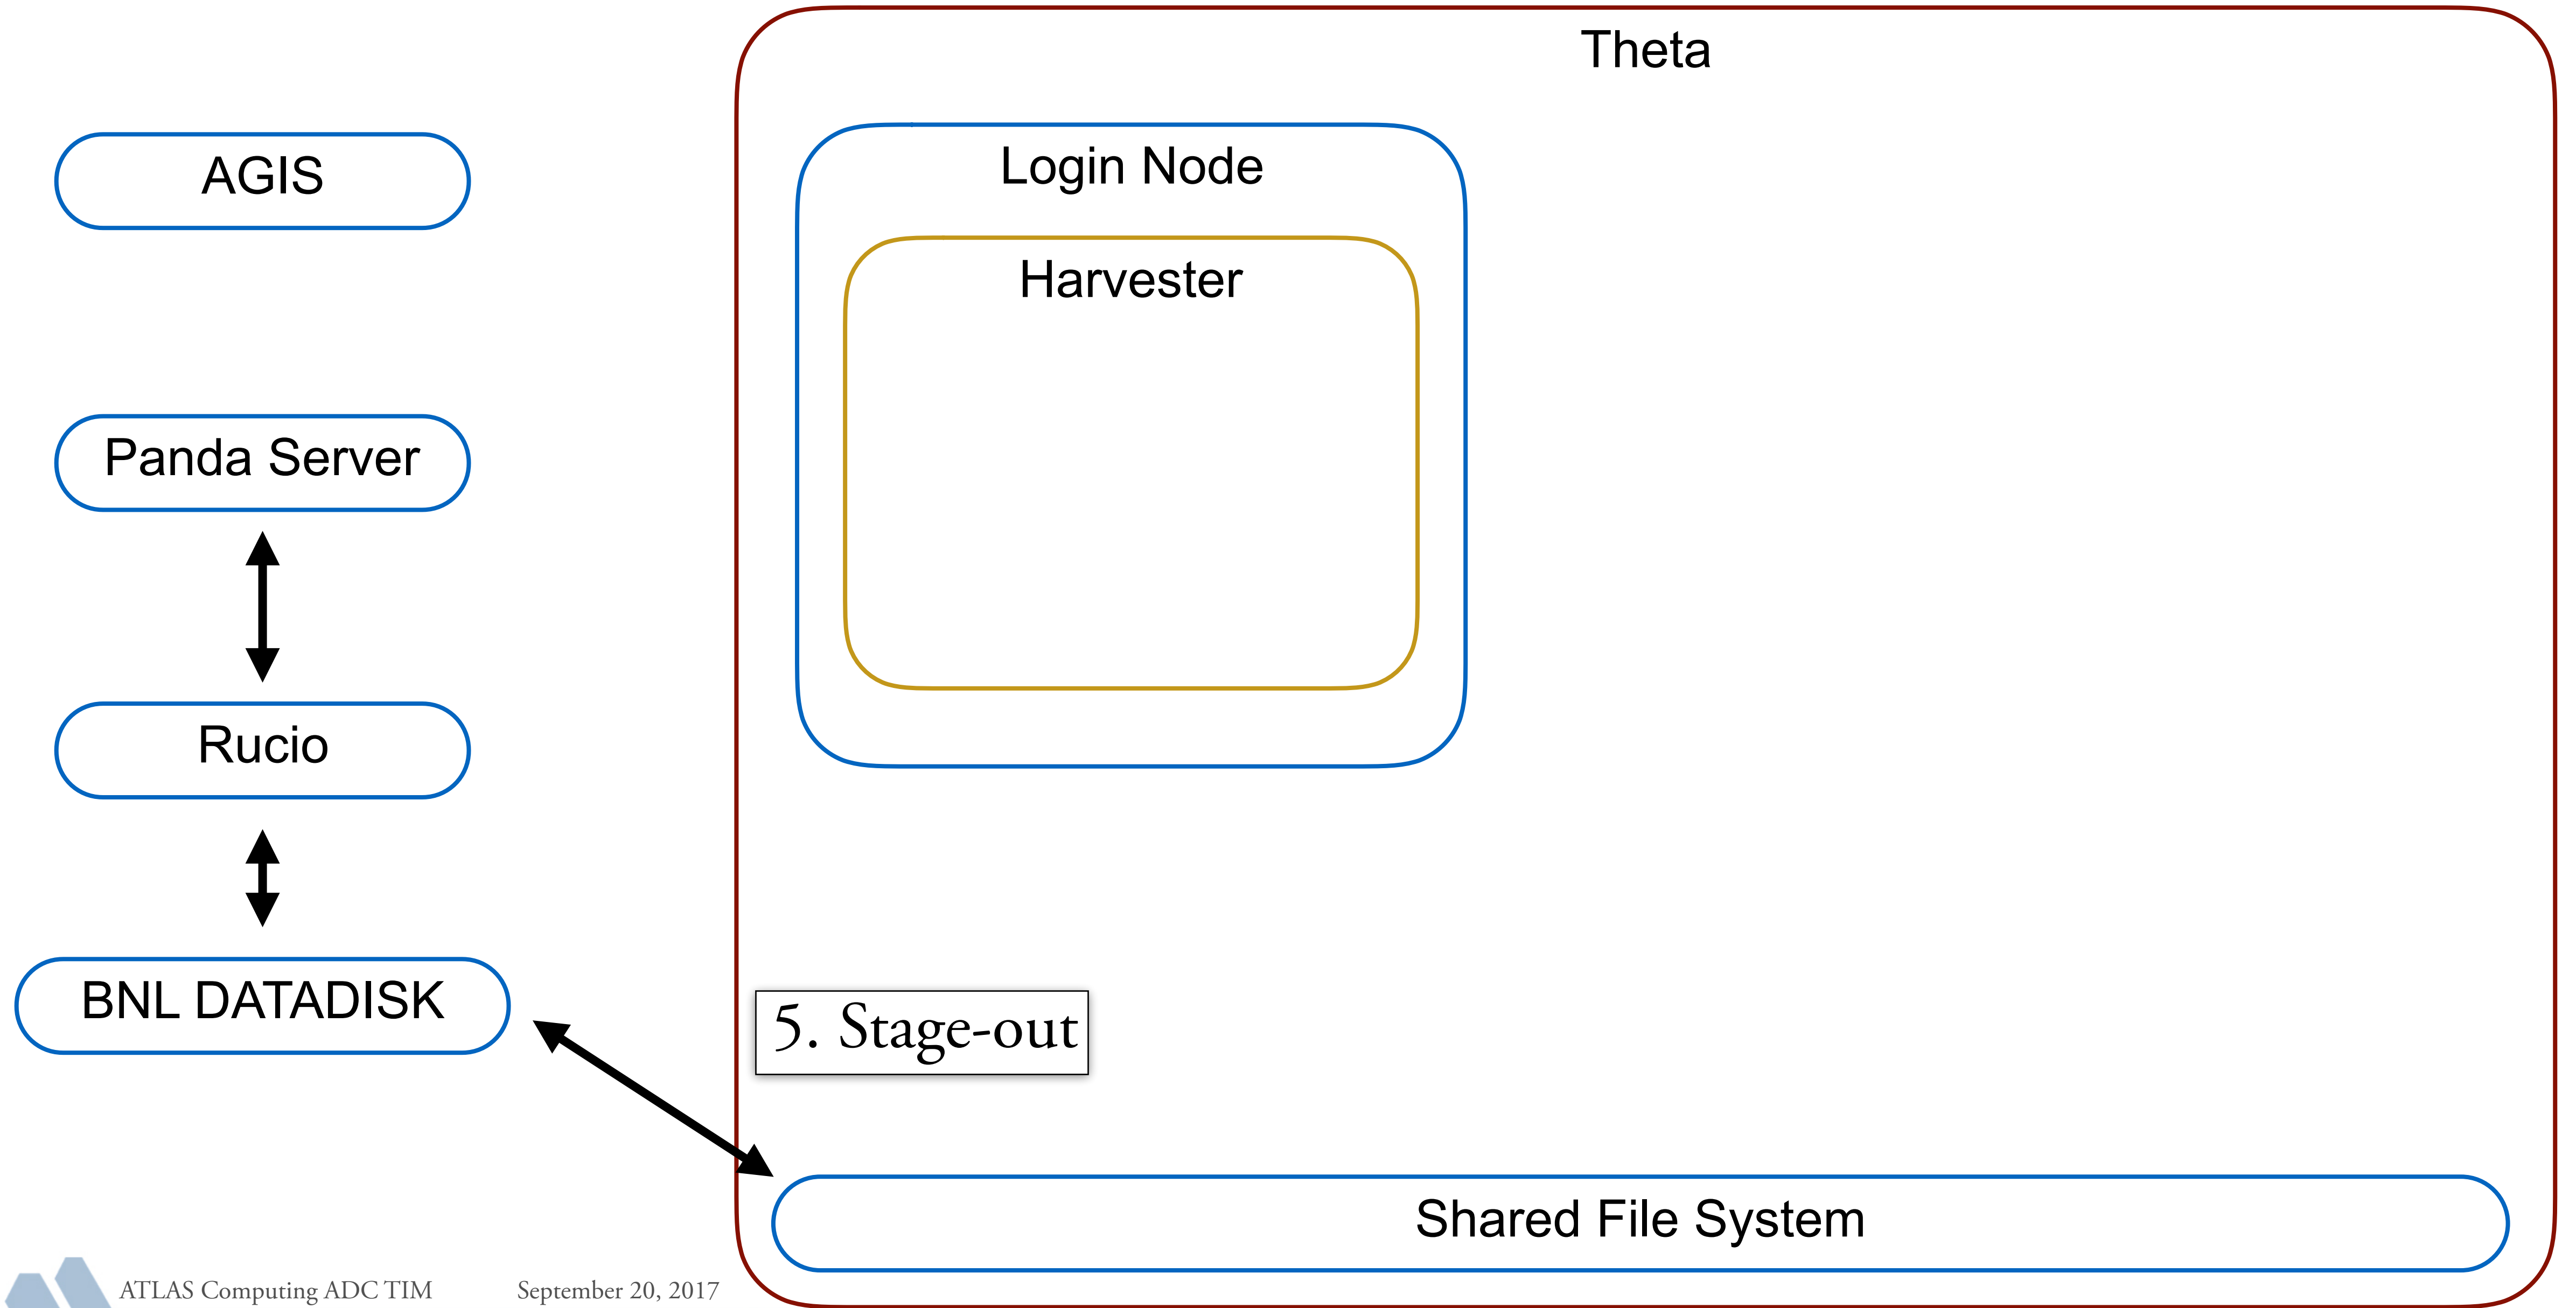 Theta
AGIS
Login Node
Harvester
Panda Server
Rucio
BNL DATADISK
5. Stage-out
Shared File System
ATLAS Computing ADC TIM
September 20, 2017